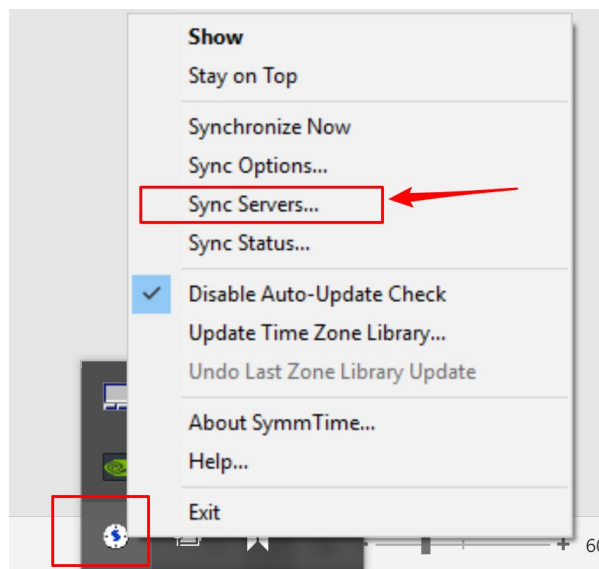 Show
Stay on Top
Synchronize Now
Sync Options...
Sync Servers...
Sync Status...
Disable Auto-Update Check
Update Time Zone Library...
Undo Last Zone Library Update
About SymmTime...
Help...
Exit